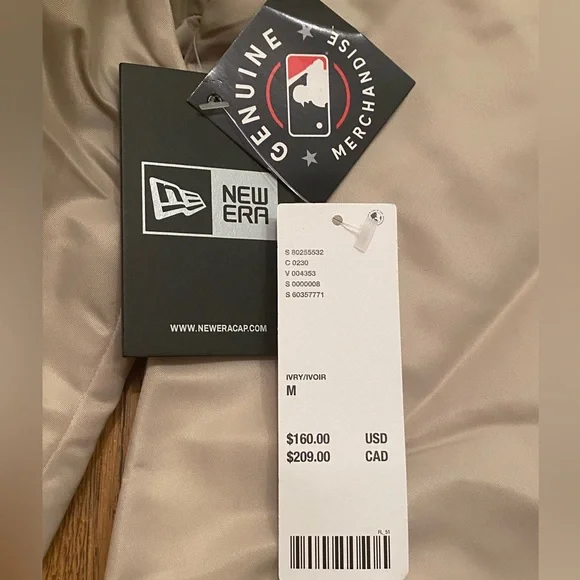 GENUINE
MERCHANDISE
NEW
ERA
WWW.NEWERACAP.COM
S 80255532
C 0230
V 004353
S 0000008
S 60357771
IVRY/IVOIR
M
$160.00 USD
$209.00 CAD
RL_51